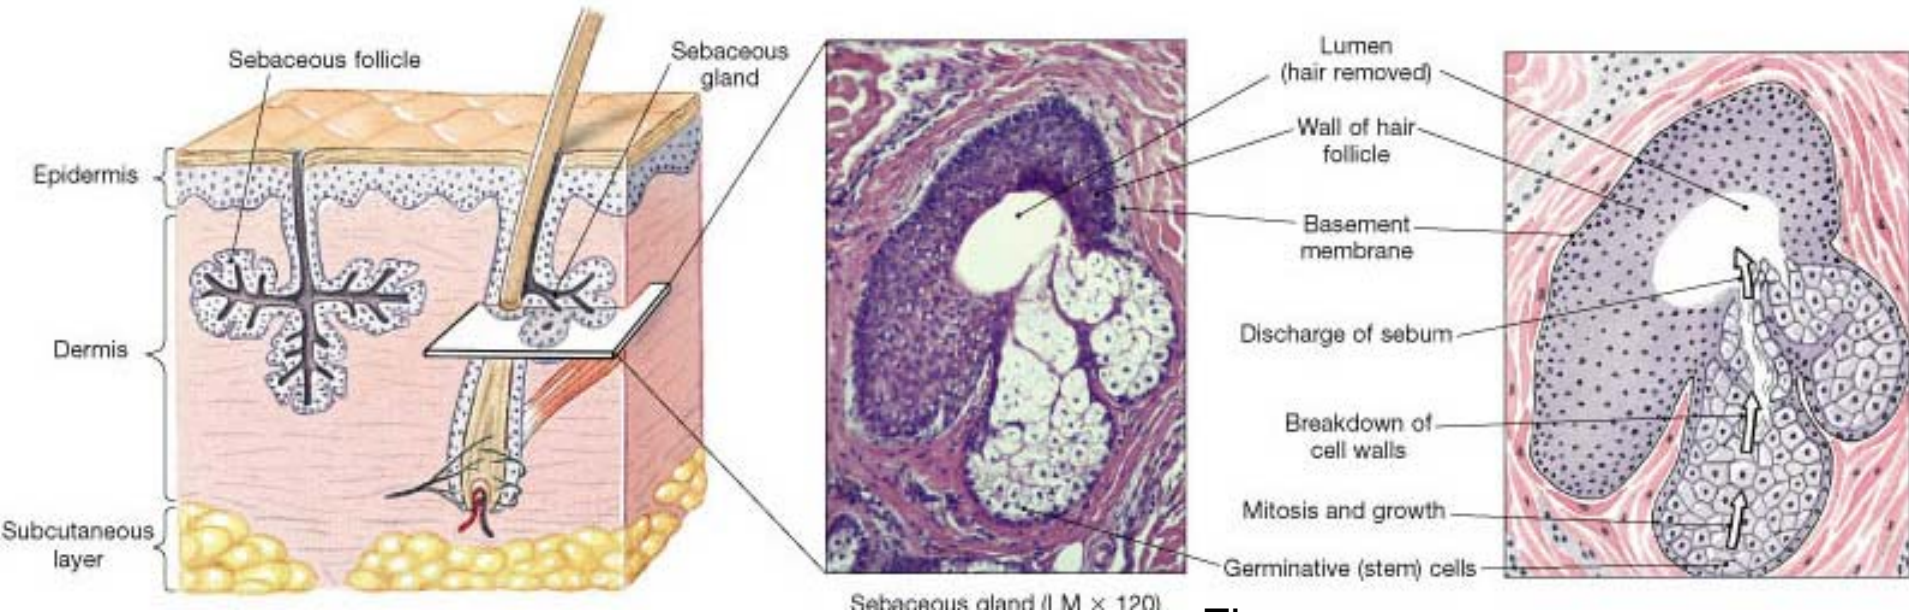 Sebaceous follicle
Sebaceous
gland
Epidermis
Dermis
Subcutaneous
layer
Lumen
(hair removed)
Wall of hair
follicle
Basement
membrane
Discharge of sebum
Breakdown of
cell walls
Mitosis and growth
Germinative (stem) cells
Sebaceous gland (LM × 120)